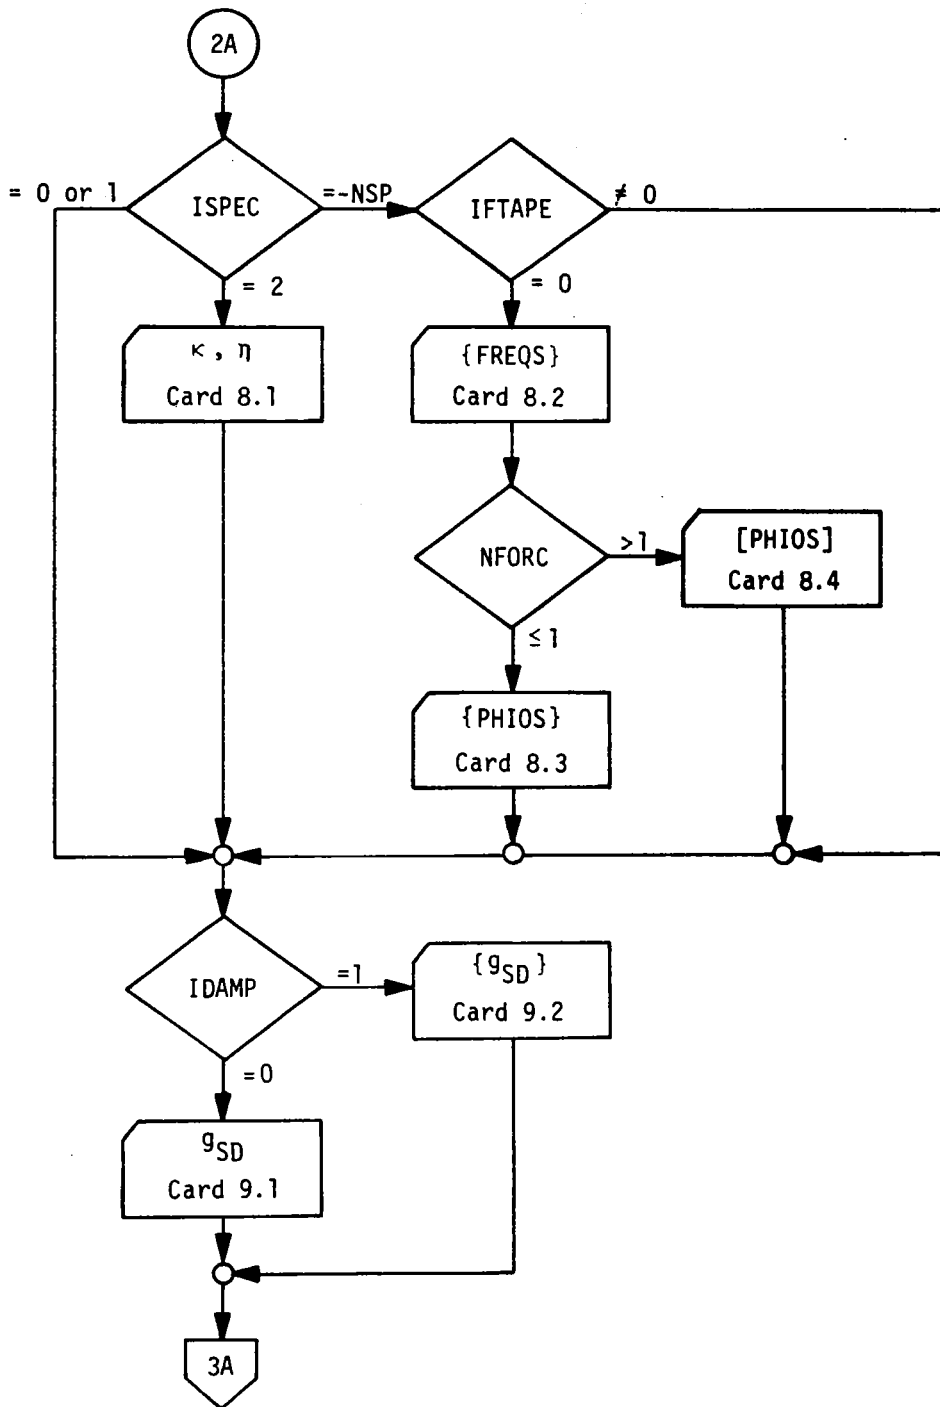 2A
= 0 or 1
ISPEC
=-NSP
IFTAPE
≠ 0
= 2
= 0
κ, η
Card 8.1
{FREQS}
Card 8.2
NFORC
>1
[PHIOS]
Card 8.4
≤1
{PHIOS}
Card 8.3
IDAMP
=1
{gSD}
Card 9.2
=0
gSD
Card 9.1
3A